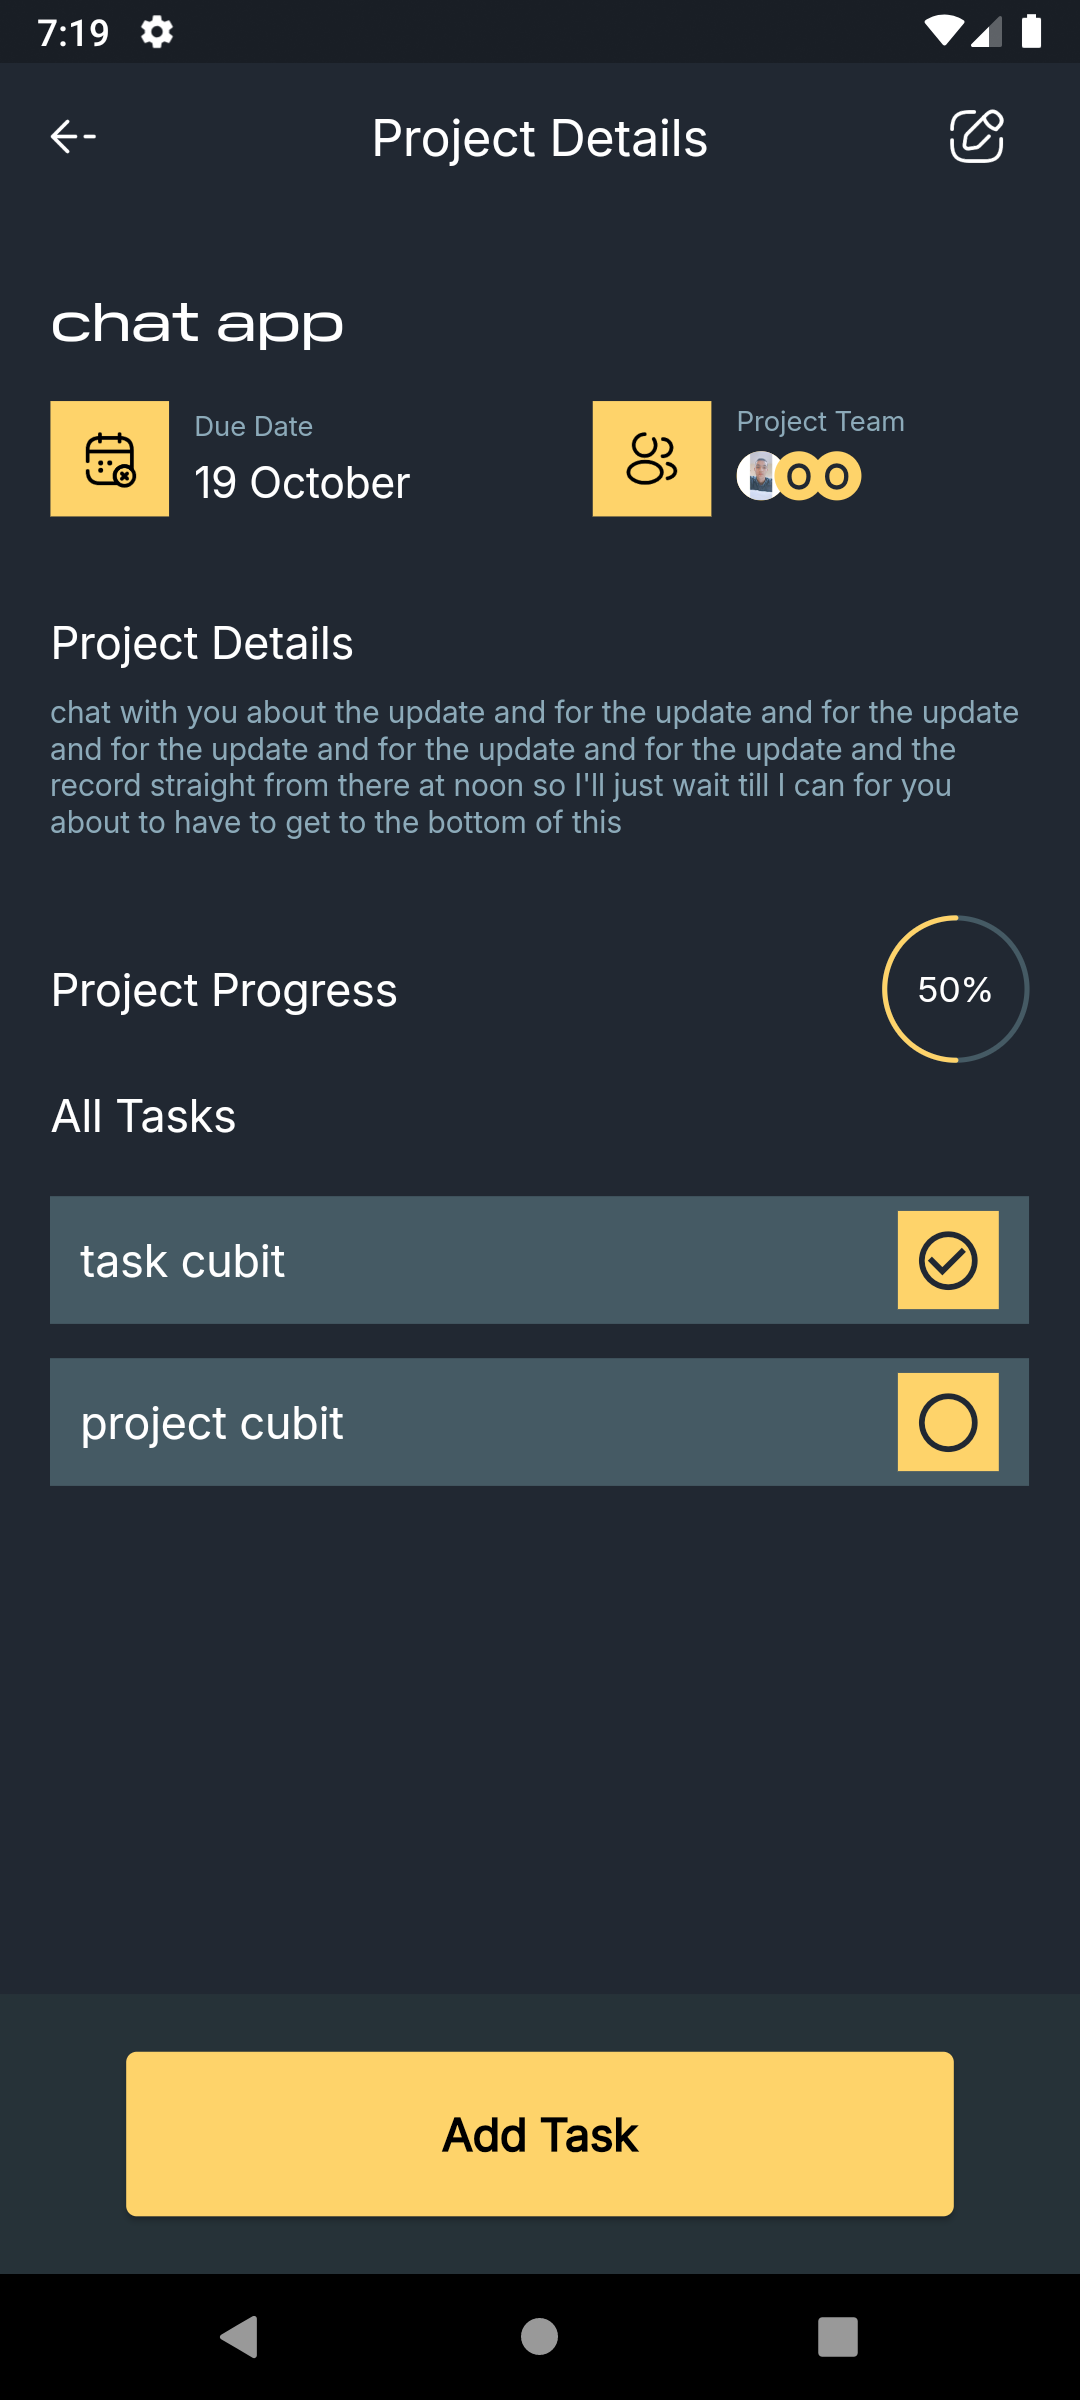 7:19
Project Details
chat app
Due Date
19 October
Project Team
O O
Project Details
chat with you about the update and for the update and for the update
and for the update and for the update and for the update and the
record straight from there at noon so I'll just wait till I can for you
about to have to get to the bottom of this
Project Progress
50%
All Tasks
task cubit
project cubit
Add Task